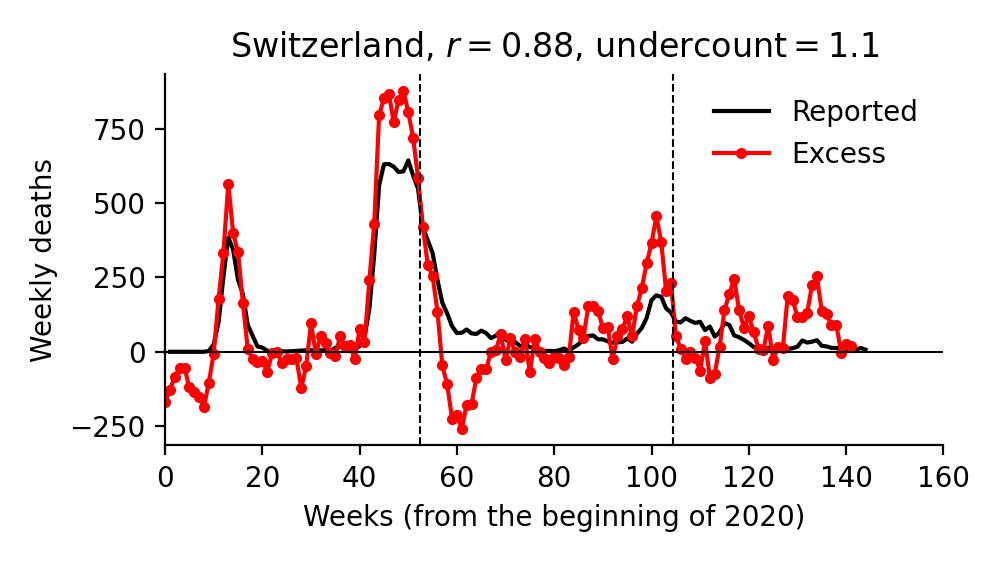 Switzerland, r = 0.88, undercount = 1.1
Reported
Excess
Weekly deaths
750
500
250
0
−250
0 20 40 60 80 100 120 140 160
Weeks (from the beginning of 2020)